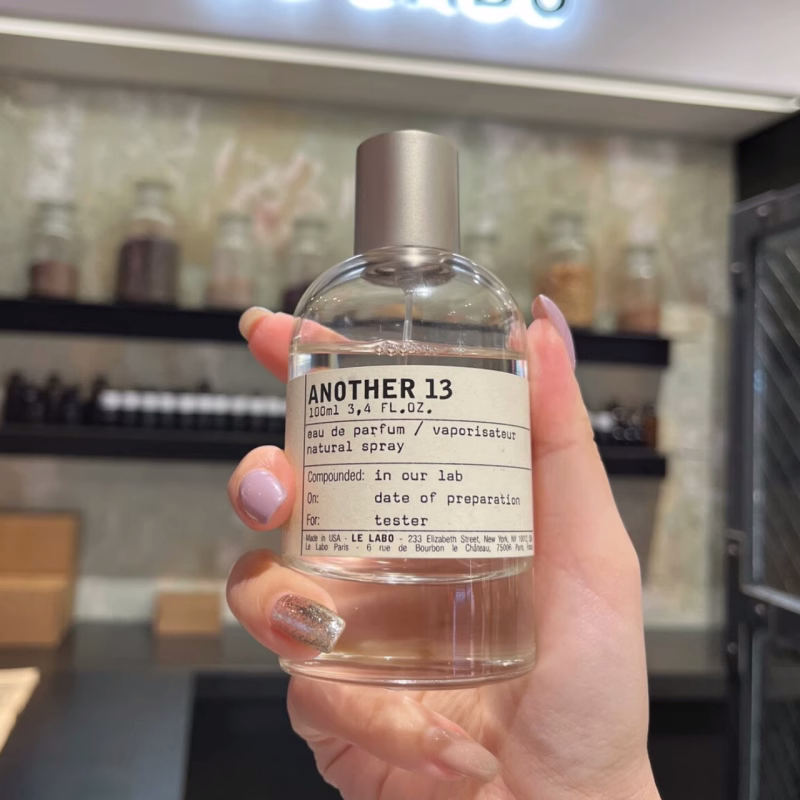 ANOTHER 13
100ml 3,4 FL.OZ.
eau de parfum / vaporisateur
natural spray
Compounded: in our lab
On: date of preparation
For: tester
Made in USA - LE LABO - 233 Elizabeth Street, New York, NY
Le Labo Paris - 6 rue de Bourbon le Château, 75006 Paris,